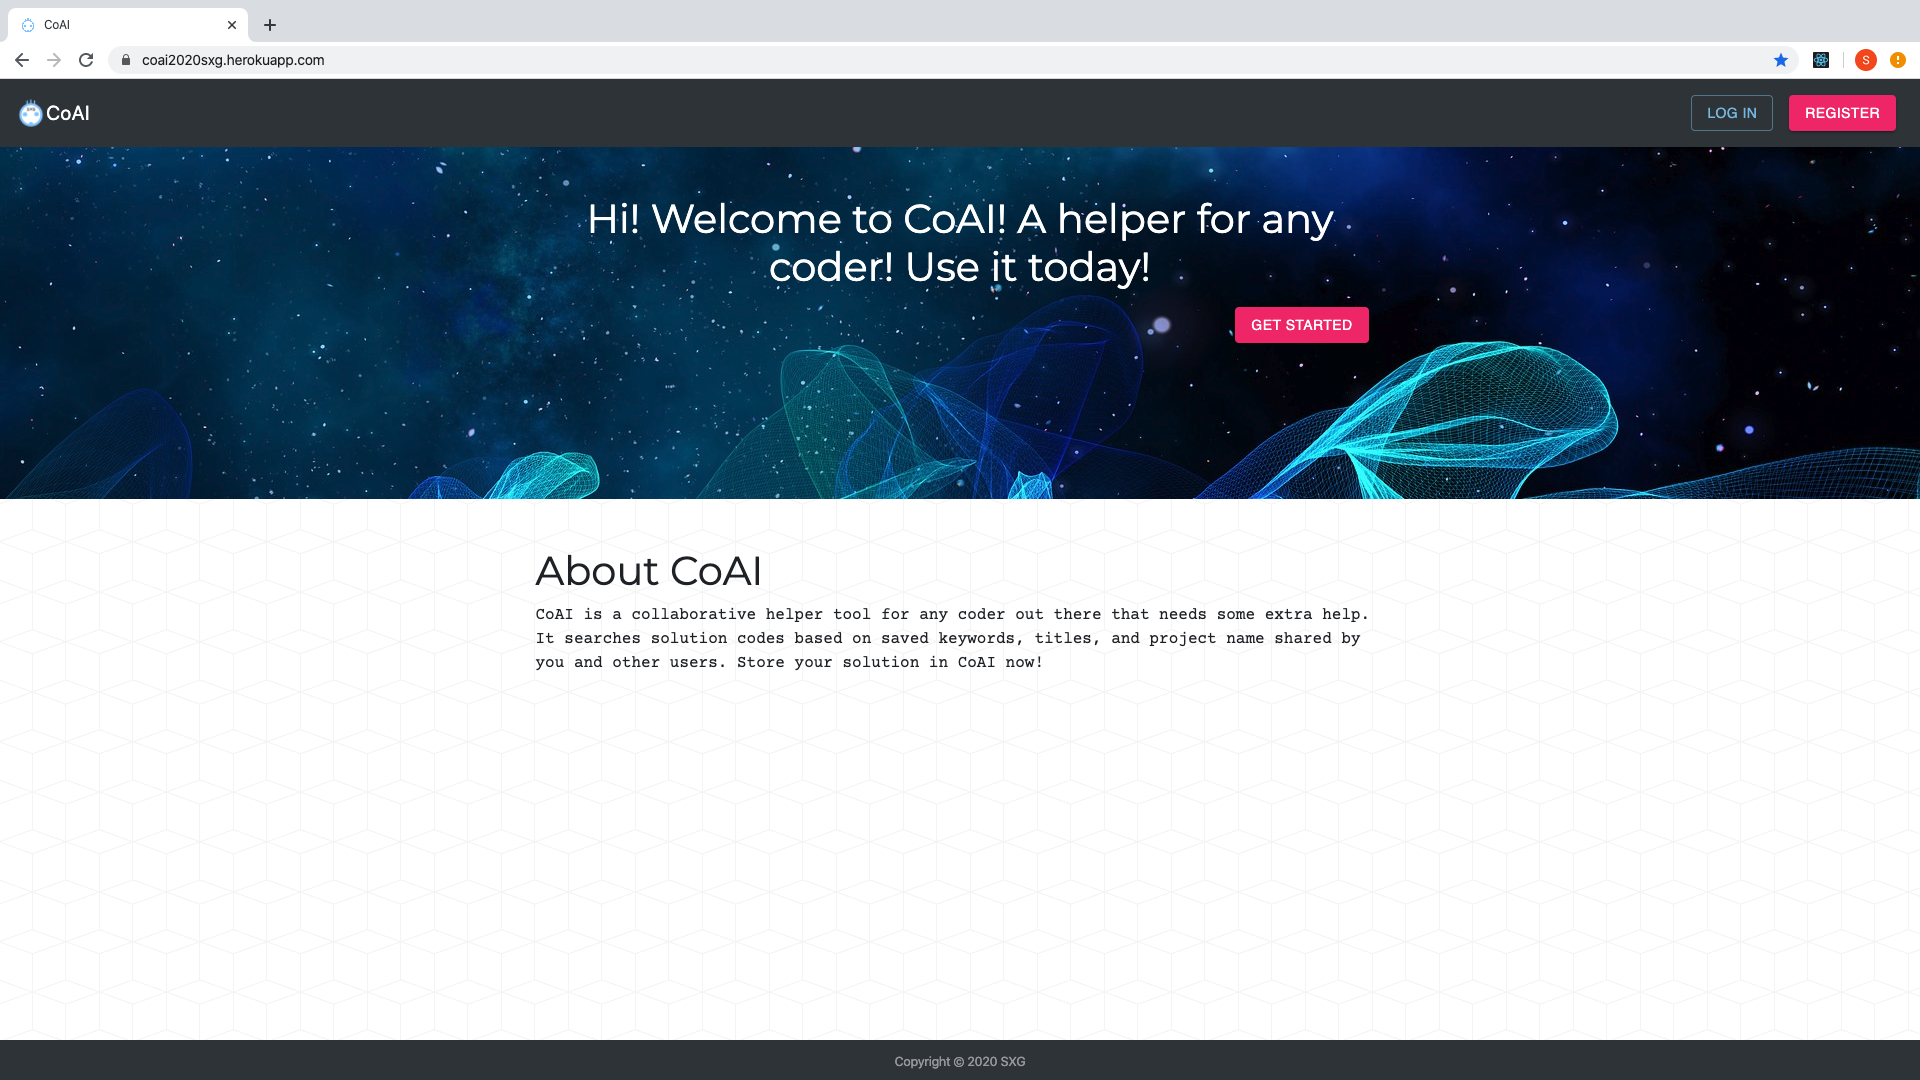 CoAI
coai2020sxg.herokuapp.com
S
CoAI
LOG IN
REGISTER
Hi! Welcome to CoAI! A helper for any
coder! Use it today!
GET STARTED
About CoAI
CoAI is a collaborative helper tool for any coder out there that needs some extra help.
It searches solution codes based on saved keywords, titles, and project name shared by
you and other users. Store your solution in CoAI now!
Copyright © 2020 SXG